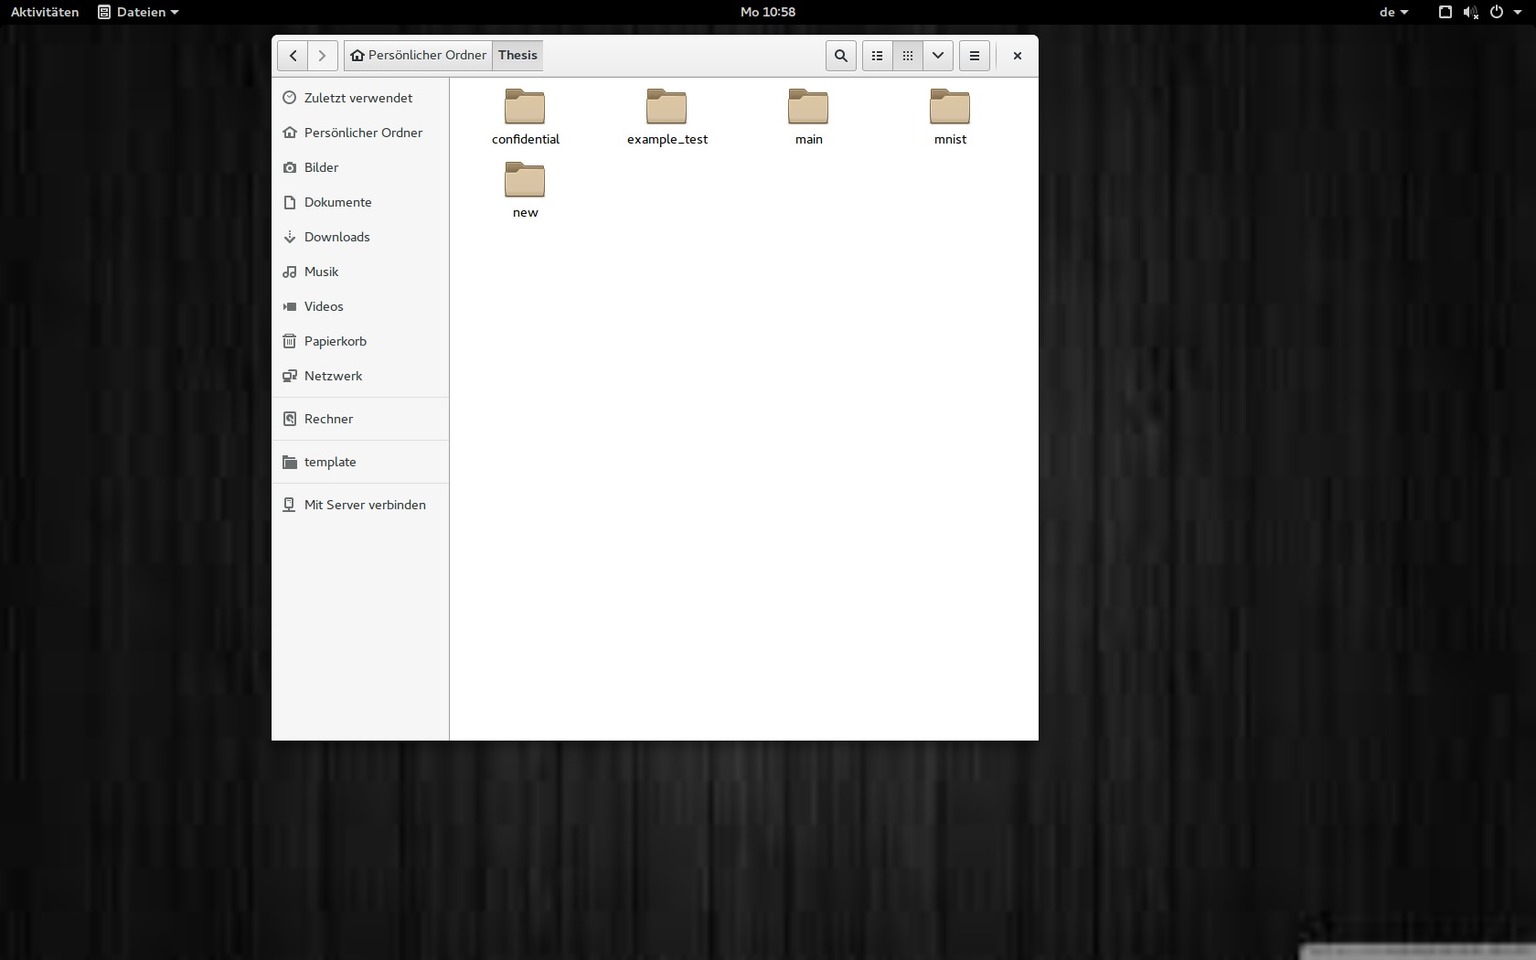 Aktivitäten Dateien Mo 10:58 de
Persönlicher Ordner Thesis
Zuletzt verwendet
Persönlicher Ordner
Bilder
Dokumente
Downloads
Musik
Videos
Papierkorb
Netzwerk
Rechner
template
Mit Server verbinden
confidential example_test main mnist
new